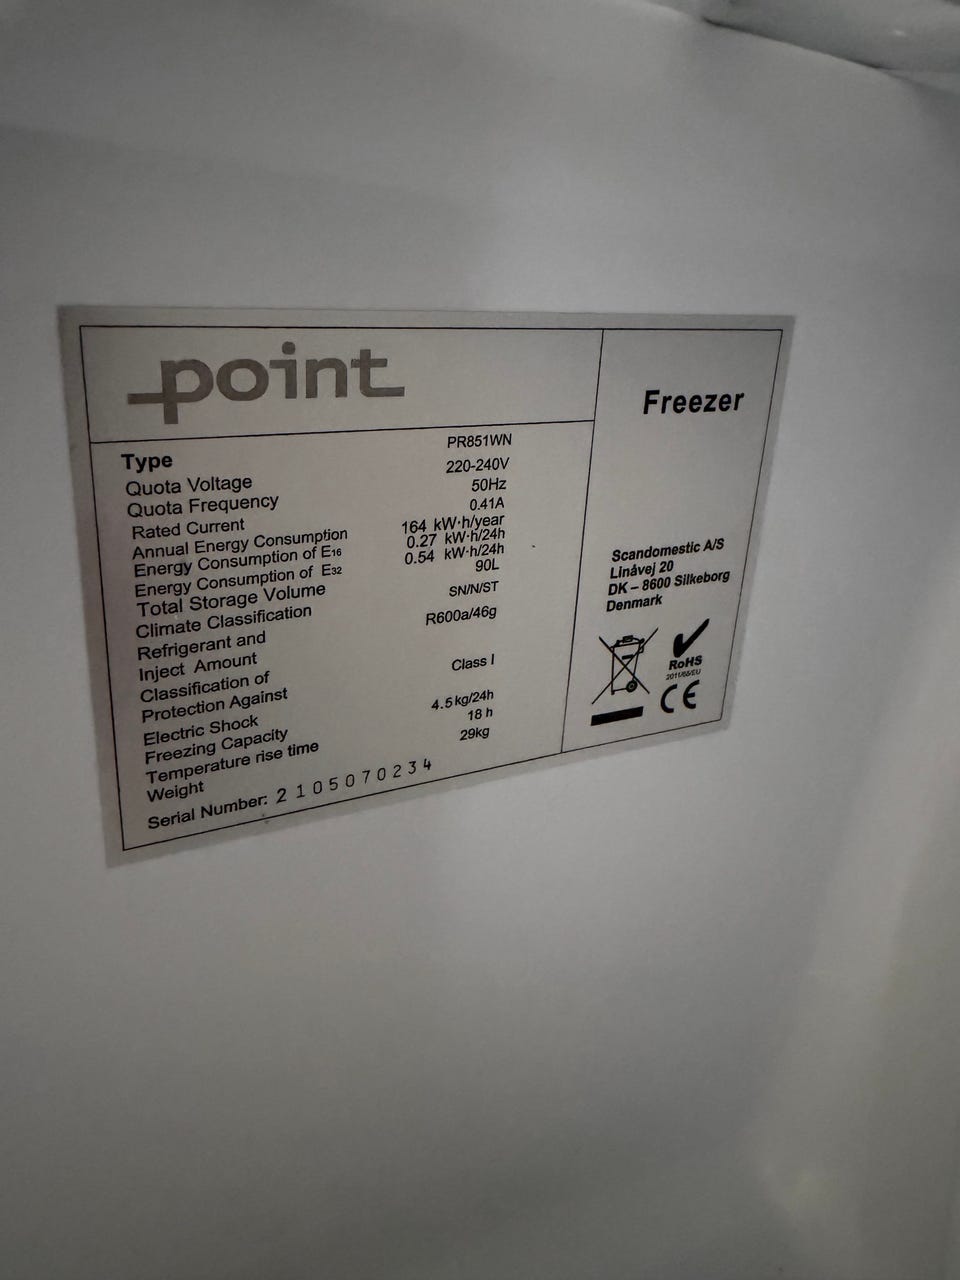 point
Freezer
Type PR851WN
Quota Voltage 220-240V
Quota Frequency 50Hz
Rated Current 0.41A
Annual Energy Consumption 164 kW·h/year
Energy Consumption of E16 0.27 kW·h/24h
Energy Consumption of E32 0.54 kW·h/24h
Total Storage Volume 90L
Climate Classification SN/N/ST
Refrigerant and
Inject Amount R600a/46g
Classification of
Protection Against
Electric Shock Class I
Freezing Capacity 4.5kg/24h
Temperature rise time 18 h
Weight 29kg
Serial Number: 2105070234
Scandomestic A/S
Linåvej 20
DK – 8600 Silkeborg
Denmark
RoHS
2011/65/EU
CE